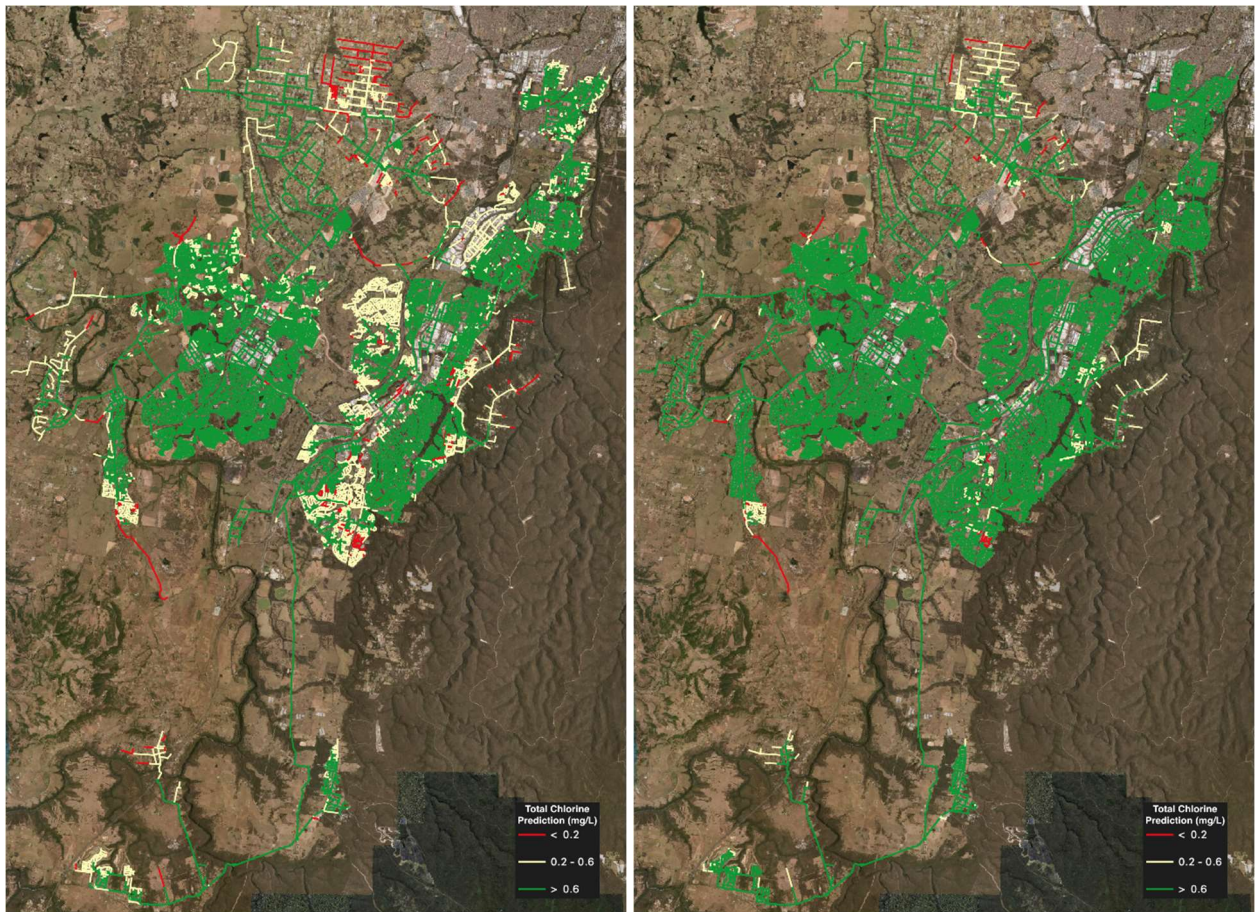 Total Chlorine
Prediction (mg/L)
< 0.2
0.2 - 0.6
> 0.6
Total Chlorine
Prediction (mg/L)
< 0.2
0.2 - 0.6
> 0.6